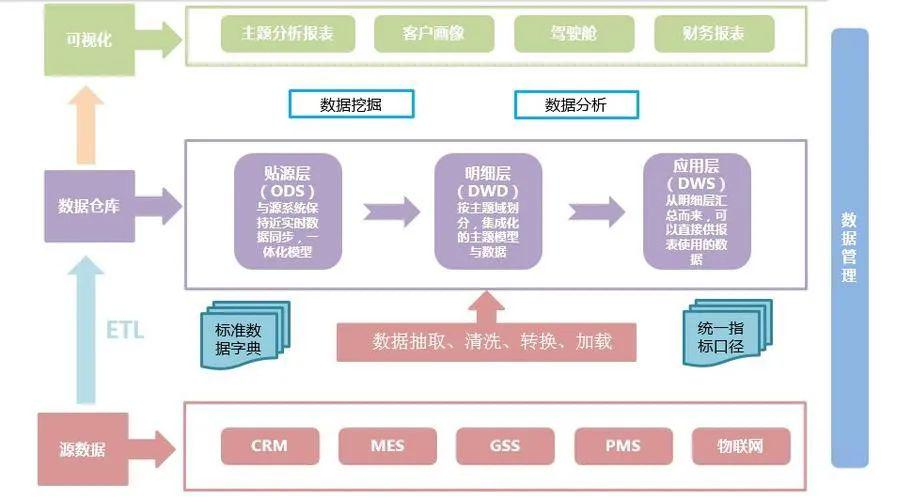 可视化
主题分析报表
客户画像
驾驶舱
财务报表
数据挖掘
数据分析
数据仓库
贴源层
（ODS）
与源系统保
持近实时数
据同步，一
体化模型
明细层
（DWD）
按主题域划
分，集成化
的主题模型
与数据
应用层
（DWS）
从明细层汇
总而来，可
以直接供报
表使用的数
据
数据管理
ETL
标准数
据字典
数据抽取、清洗、转换、加载
统一指
标口径
源数据
CRM
MES
GSS
PMS
物联网